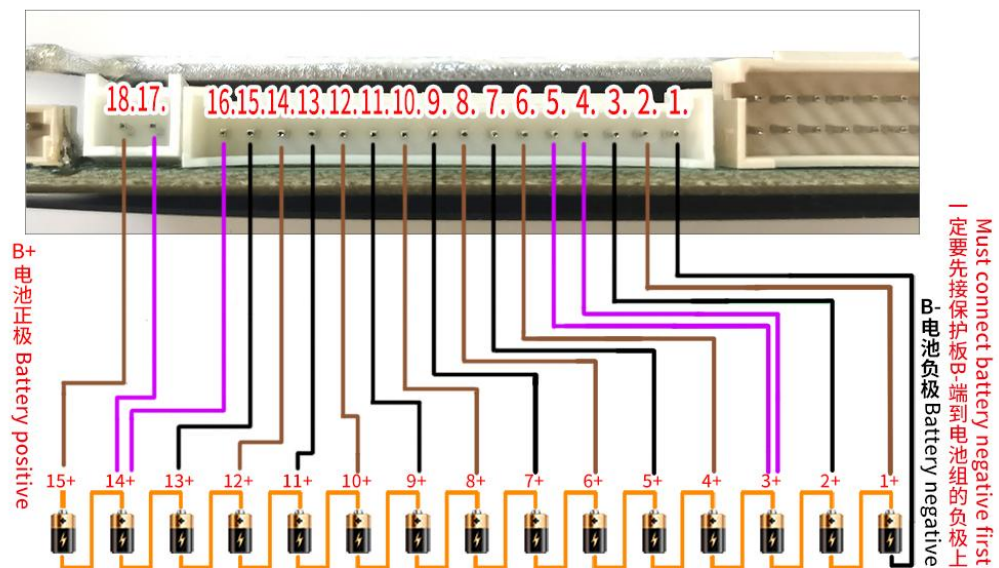 18.17.
16.15.14.13.12.11.10. 9. 8. 7. 6. 5. 4. 3. 2. 1.
B+ 电池正极 Battery positive
15+ 14+ 13+ 12+ 11+ 10+ 9+ 8+ 7+ 6+ 5+ 4+ 3+ 2+ 1+
B- 电池负极 Battery negative
一定要先接保护板B-端到电池组的负极上
Must connect battery negative first